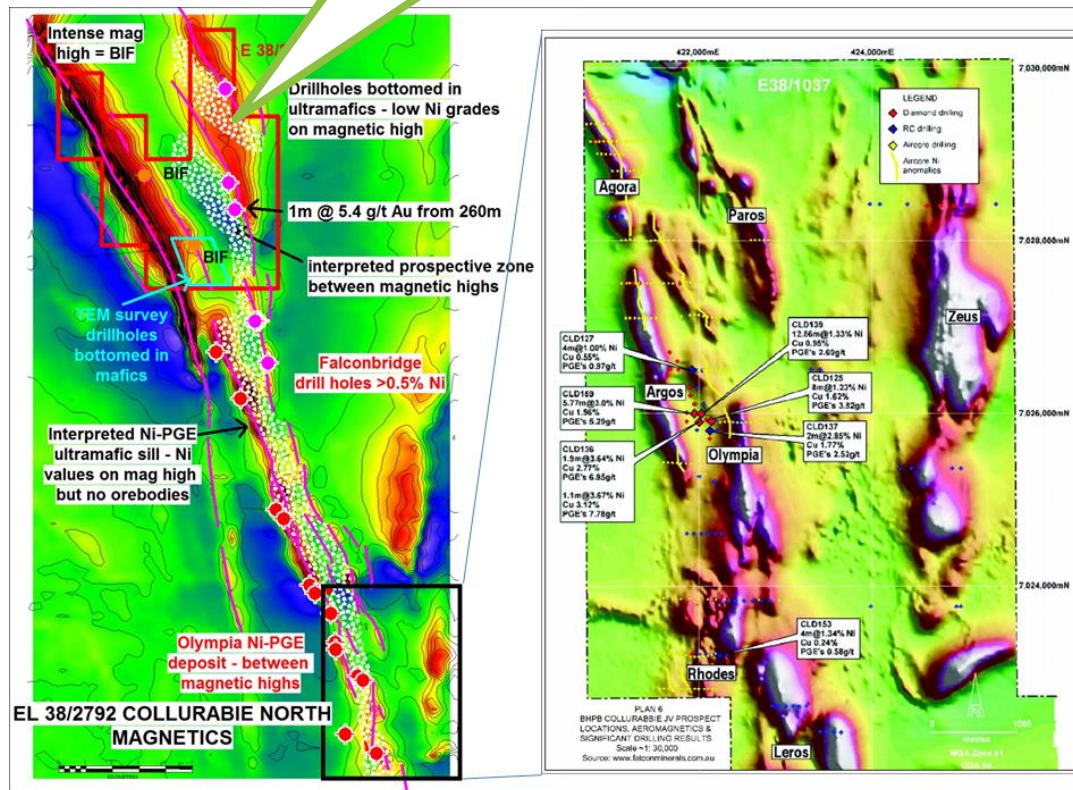 Intense mag
high = BIF
E 38/
Drillholes bottomed in
ultramafics - low Ni grades
on magnetic high
BIF
1m @ 5.4 g/t Au from 260m
BIF
interpreted prospective zone
between magnetic highs
TEM survey
drillholes
bottomed in
mafics
Falconbridge
drill holes >0.5% Ni
Interpreted Ni-PGE
ultramafic sill - Ni
values on mag high
but no orebodies
Olympia Ni-PGE
deposit - between
magnetic highs
EL 38/2792 COLLURABIE NORTH
MAGNETICS
422,000mE
424,000mE
7,030,000mN
E38/1037
LEGEND
Diamond drilling
RC drilling
Aircore drilling
Aircore Ni
anomalies
Agora
Paros
7,028,000mN
Zeus
CLD139
12.86m@1.33% Ni
Cu 0.95%
PGE's 2.69g/t
CLD127
4m@1.00% Ni
Cu 0.55%
PGE's 0.97g/t
CLD125
8m@1.23% Ni
Cu 1.62%
PGE's 3.82g/t
Argos
CLD159
5.77m@3.0% Ni
Cu 1.96%
PGE's 5.29g/t
7,026,000mN
CLD137
2m@2.85% Ni
Cu 1.77%
PGE's 2.52g/t
Olympia
CLD136
1.9m@3.64% Ni
Cu 2.77%
PGE's 6.95g/t
1.1m@3.67% Ni
Cu 3.12%
PGE's 7.78g/t
7,024,000mN
CLD153
4m@1.34% Ni
Cu 0.24%
PGE's 0.58g/t
Rhodes
PLAN 6
BHPB COLLURABBIE JV PROSPECT
LOCATIONS, AEROMAGNETICS &
SIGNIFICANT DRILLING RESULTS
Scale ~1: 30,000
Source: www.falconminerals.com.au
Leros
0 1000
metres
MGA Zone 51
GDA 94